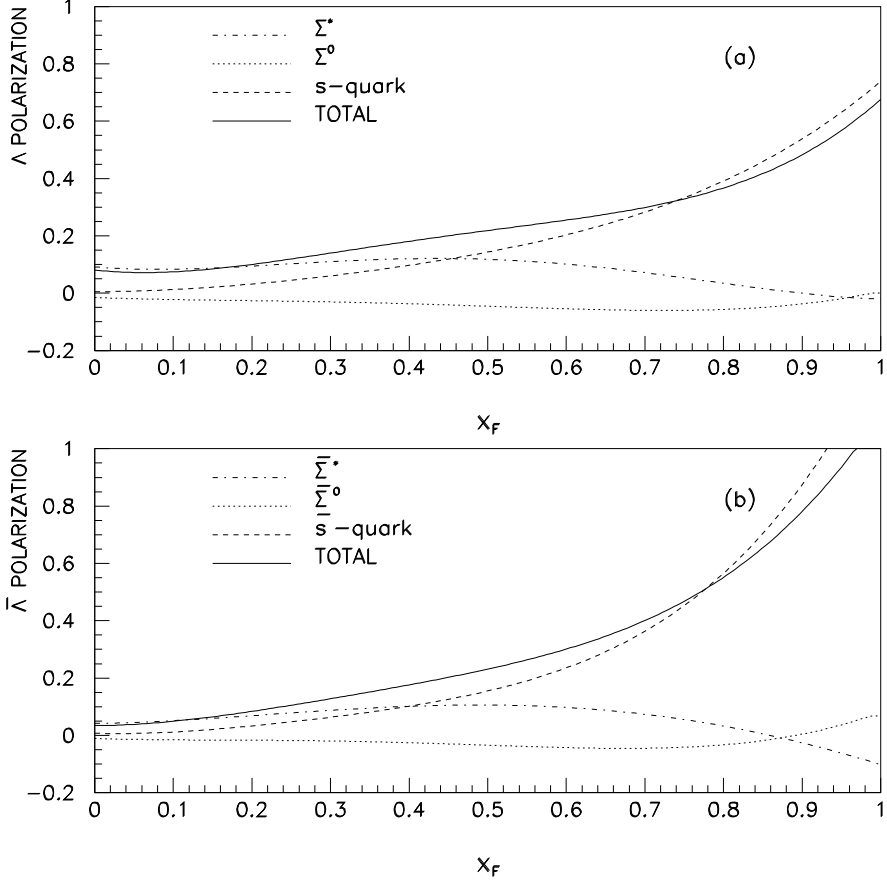 Λ POLARIZATION
1
0.8
0.6
0.4
0.2
0
−0.2
Σ*
Σ⁰
s−quark
TOTAL
(a)
0 0.1 0.2 0.3 0.4 0.5 0.6 0.7 0.8 0.9 1
X_F
Λ̅ POLARIZATION
1
0.8
0.6
0.4
0.2
0
−0.2
Σ̅*
Σ̅⁰
s̅−quark
TOTAL
(b)
0 0.1 0.2 0.3 0.4 0.5 0.6 0.7 0.8 0.9 1
X_F